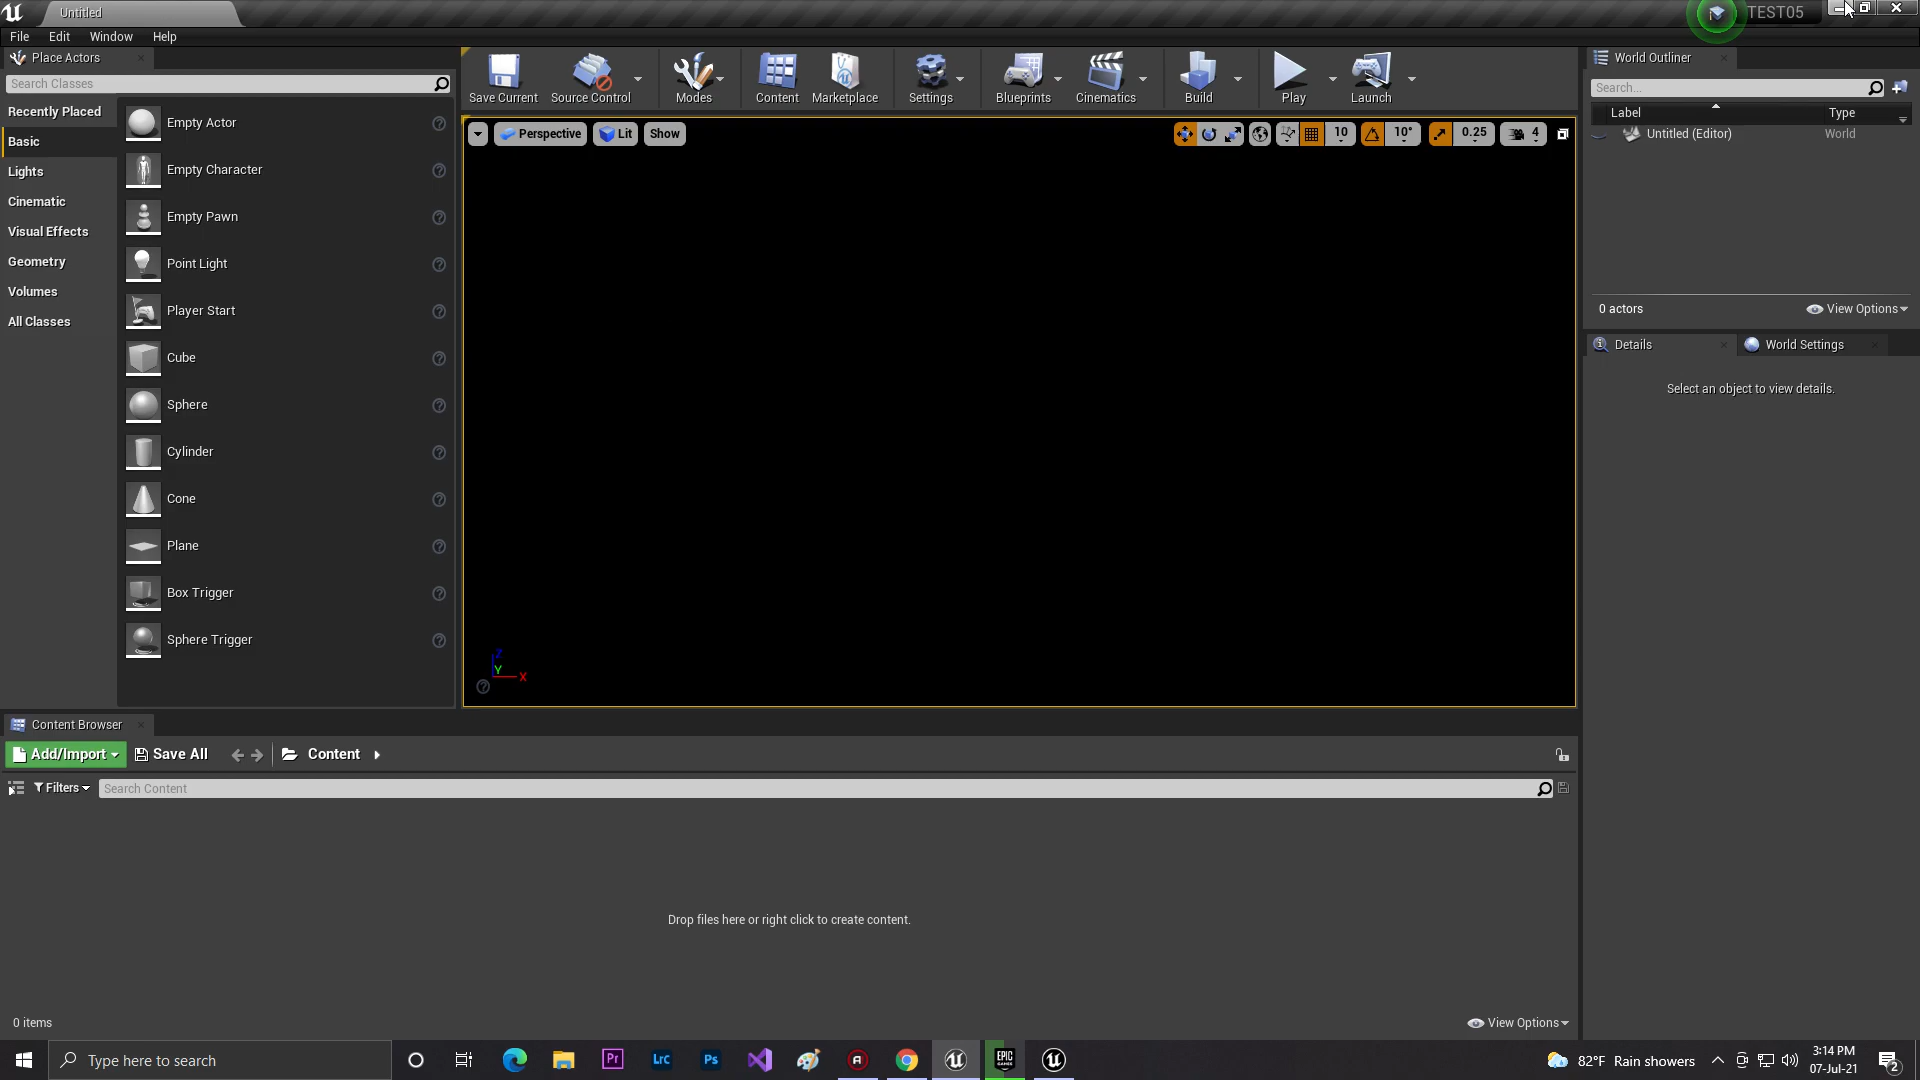 Untitled
TEST05
File Edit Window Help
Place Actors
Search Classes
Recently Placed
Basic
Lights
Cinematic
Visual Effects
Geometry
Volumes
All Classes
Empty Actor
Empty Character
Empty Pawn
Point Light
Player Start
Cube
Sphere
Cylinder
Cone
Plane
Box Trigger
Sphere Trigger
Save Current Source Control Modes Content Marketplace Settings Blueprints Cinematics Build Play Launch
Perspective Lit Show
10 10° 0.25 4
Z
Y
X
World Outliner
Search...
Label Type
Untitled (Editor) World
0 actors View Options
Details World Settings
Select an object to view details.
Content Browser
Add/Import Save All Content
Filters Search Content
Drop files here or right click to create content.
0 items View Options
Type here to search
Pr
Lrc
Ps
EPIC
GAMES
82°F Rain showers
3:14 PM
07-Jul-21
2